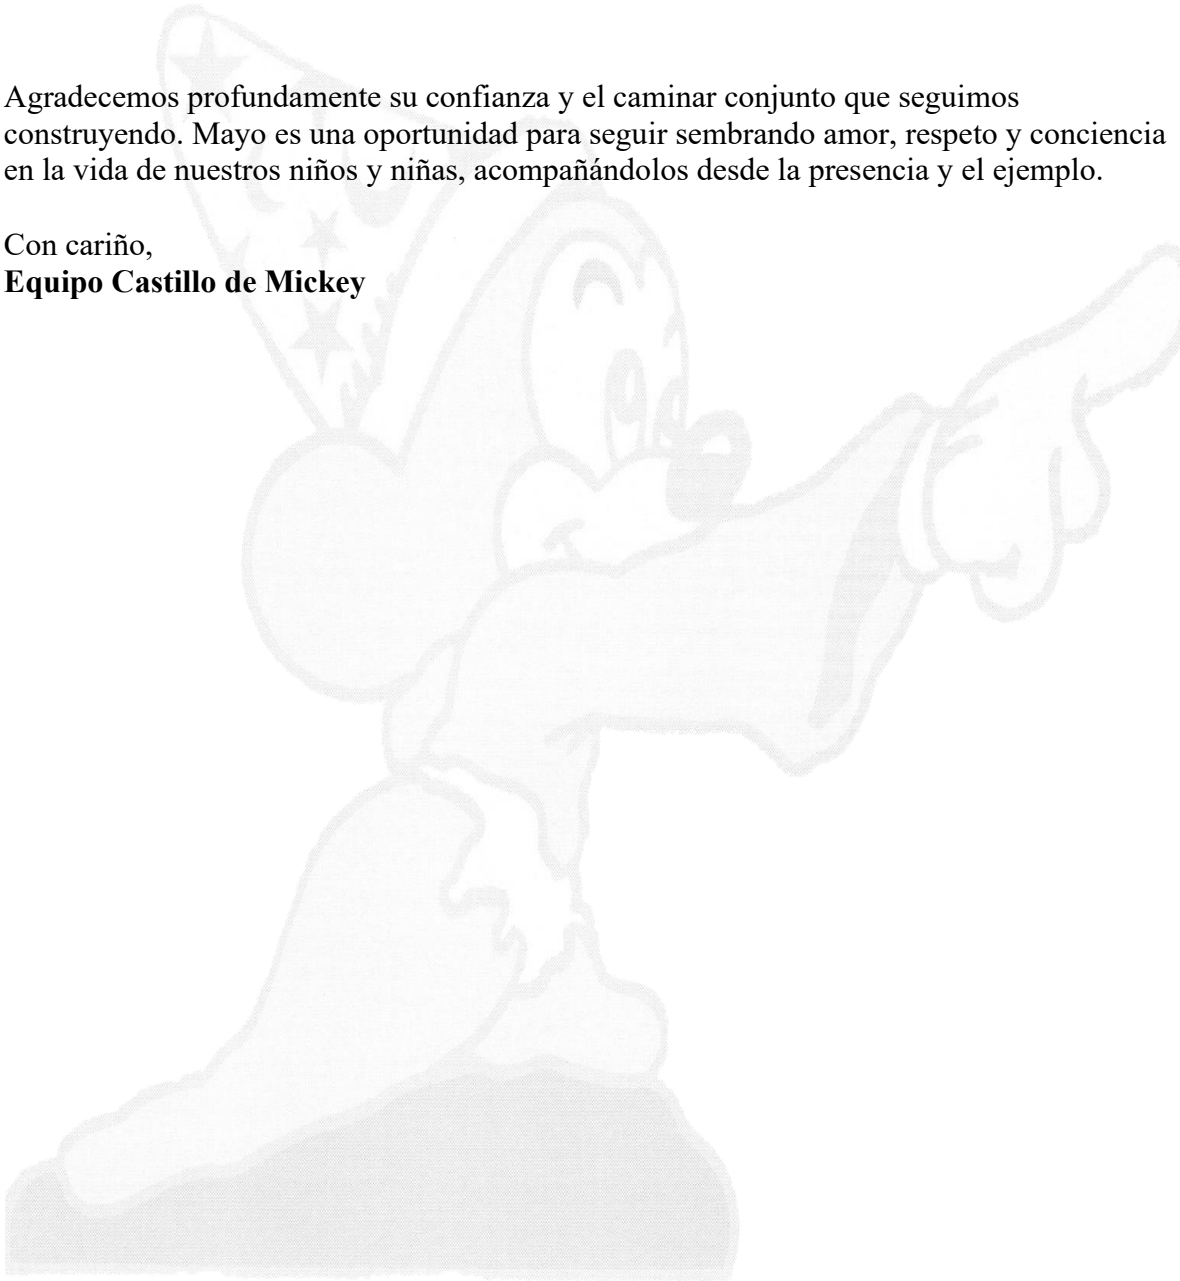 Agradecemos profundamente su confianza y el caminar conjunto que seguimos
construyendo. Mayo es una oportunidad para seguir sembrando amor, respeto y conciencia
en la vida de nuestros niños y niñas, acompañándolos desde la presencia y el ejemplo.
Con cariño,
Equipo Castillo de Mickey